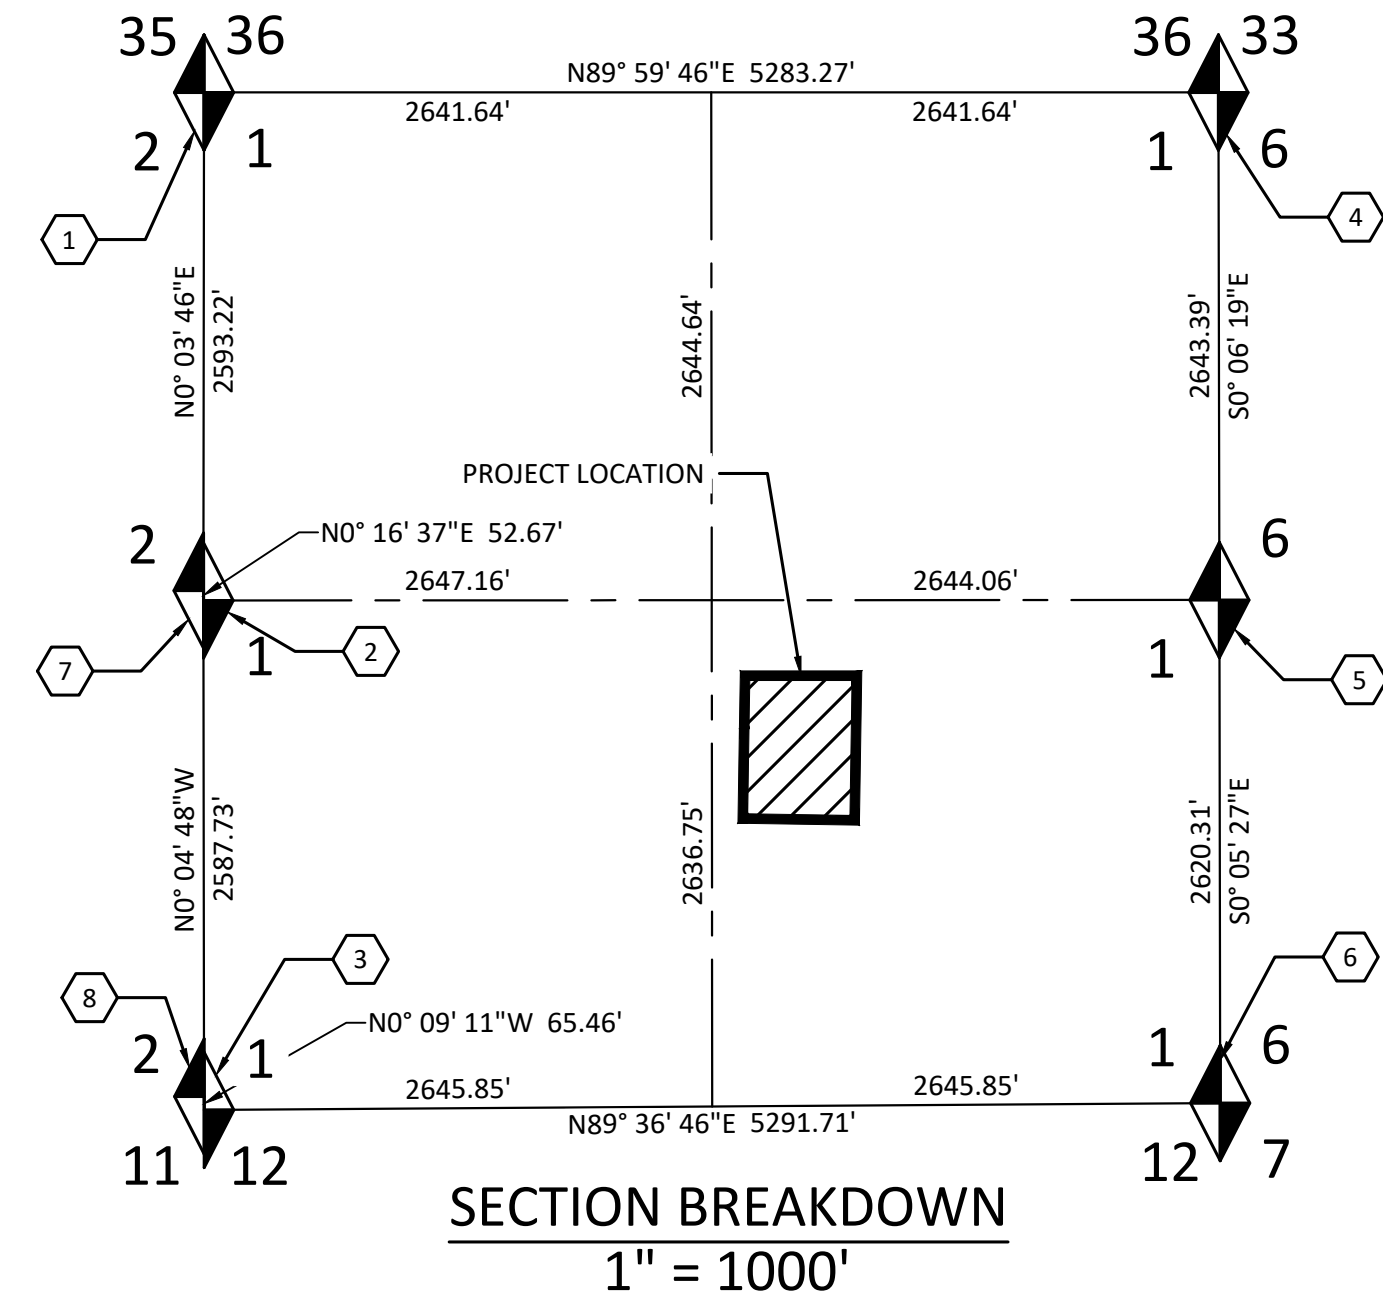 35 36
36 33
N89° 59' 46"E 5283.27'
2641.64'
2641.64'
2 1
1 6
1
4
N0° 03' 46"E
2593.22'
2644.64'
2643.39'
S0° 06' 19"E
PROJECT LOCATION
2
N0° 16' 37"E 52.67'
6
2647.16'
2644.06'
7
1
2
1
5
N0° 04' 48"W
2587.73'
2636.75'
2620.31'
S0° 05' 27"E
3
6
8
N0° 09' 11"W 65.46'
2 1
1 6
2645.85'
2645.85'
N89° 36' 46"E 5291.71'
11 12
12 7
SECTION BREAKDOWN
1" = 1000'